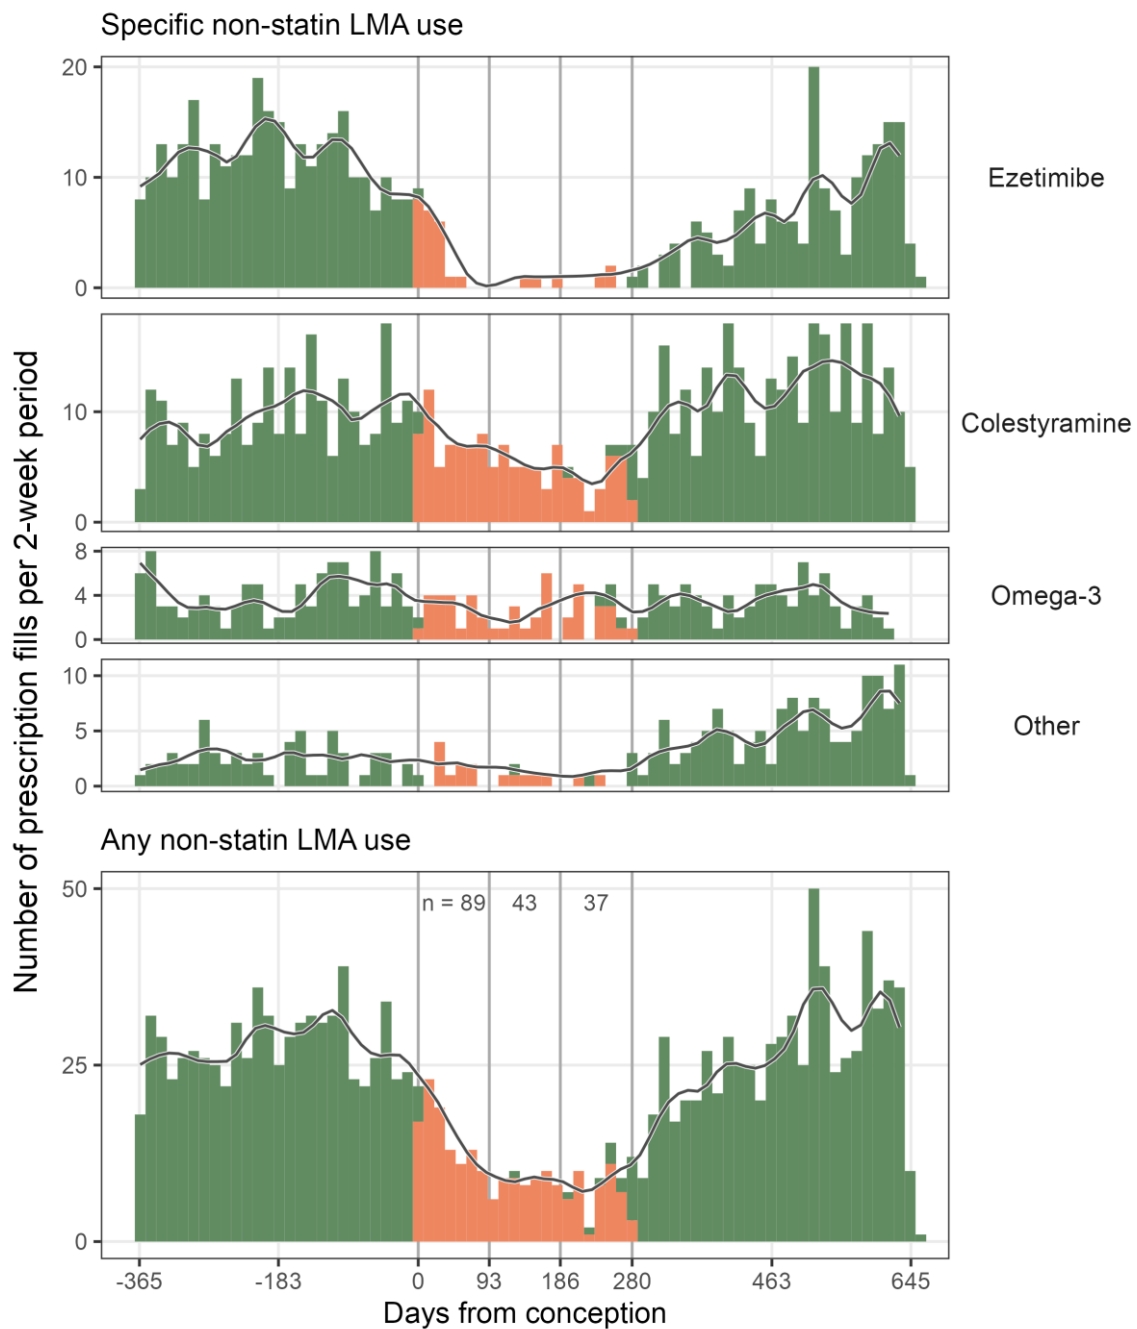 Specific non-statin LMA use
Number of prescription fills per 2-week period
20
10
0
Ezetimibe
10
0
Colestyramine
8
4
0
Omega-3
10
5
0
Other
Any non-statin LMA use
n = 89 43 37
50
25
0
-365 -183 0 93 186 280 463 645
Days from conception